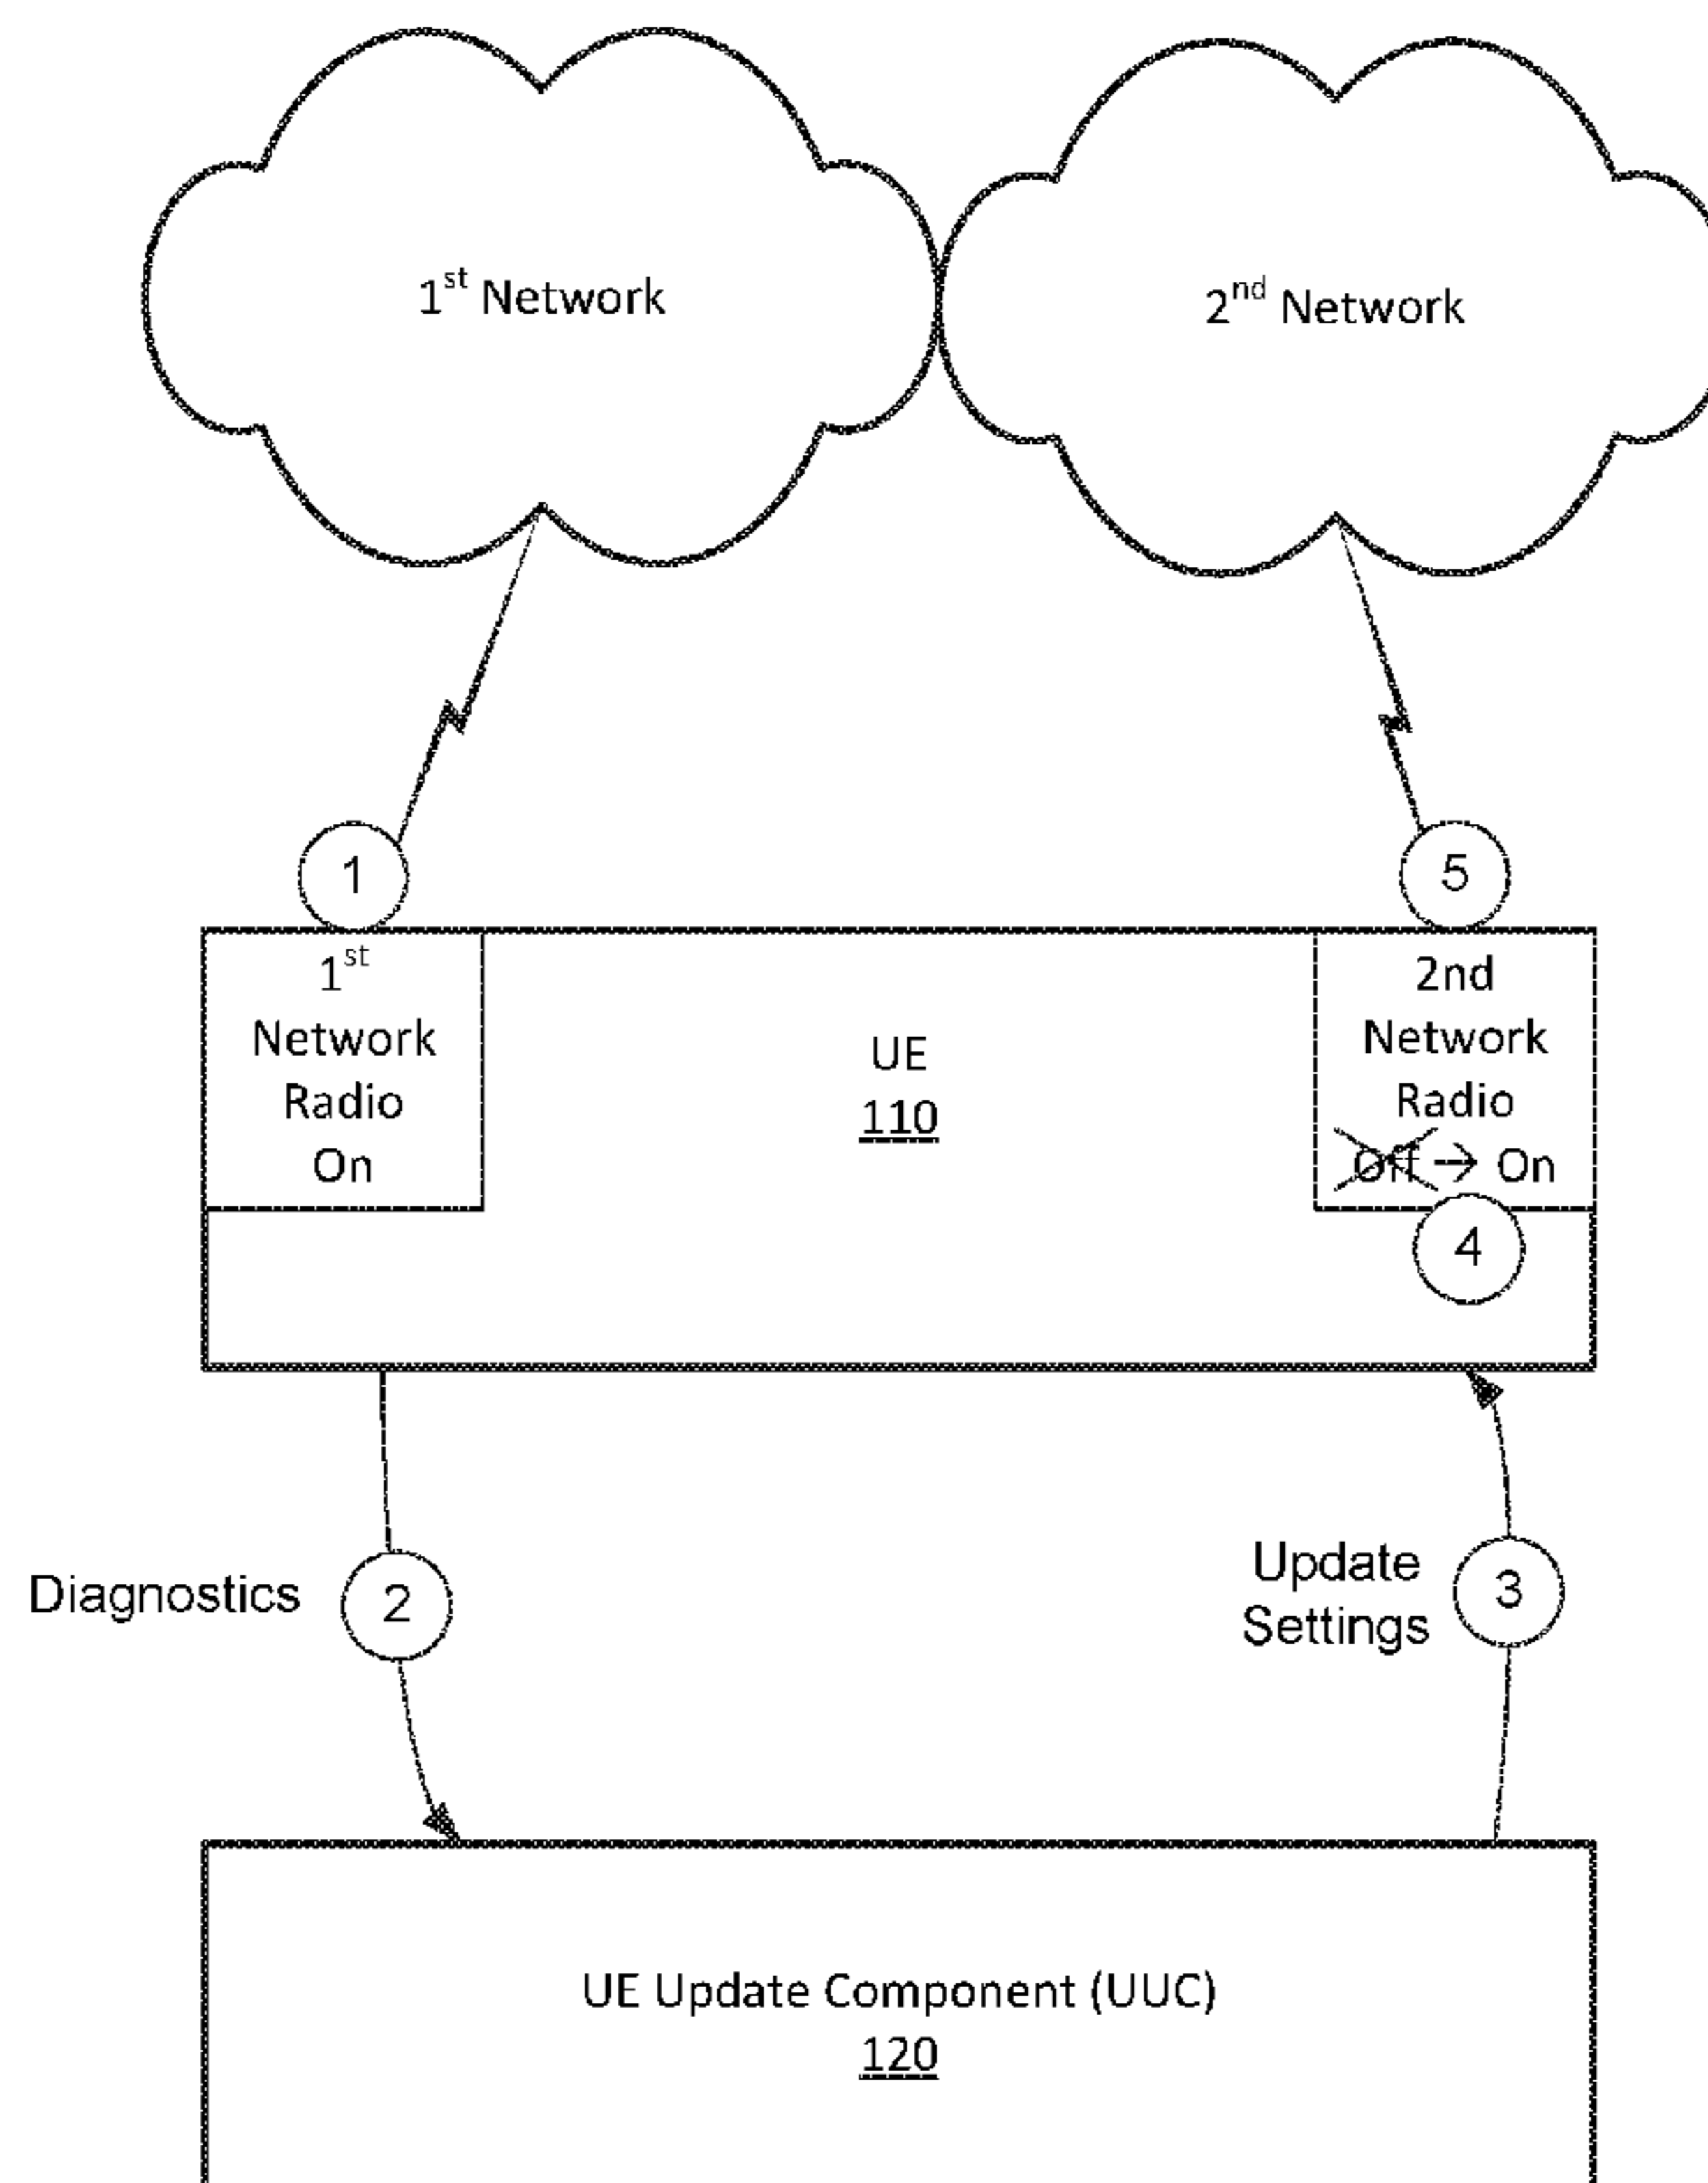 1st Network
2nd Network
1
5
1st
Network
Radio
On
UE
110
2nd
Network
Radio
Off → On
4
Diagnostics
2
Update
Settings
3
UE Update Component (UUC)
120